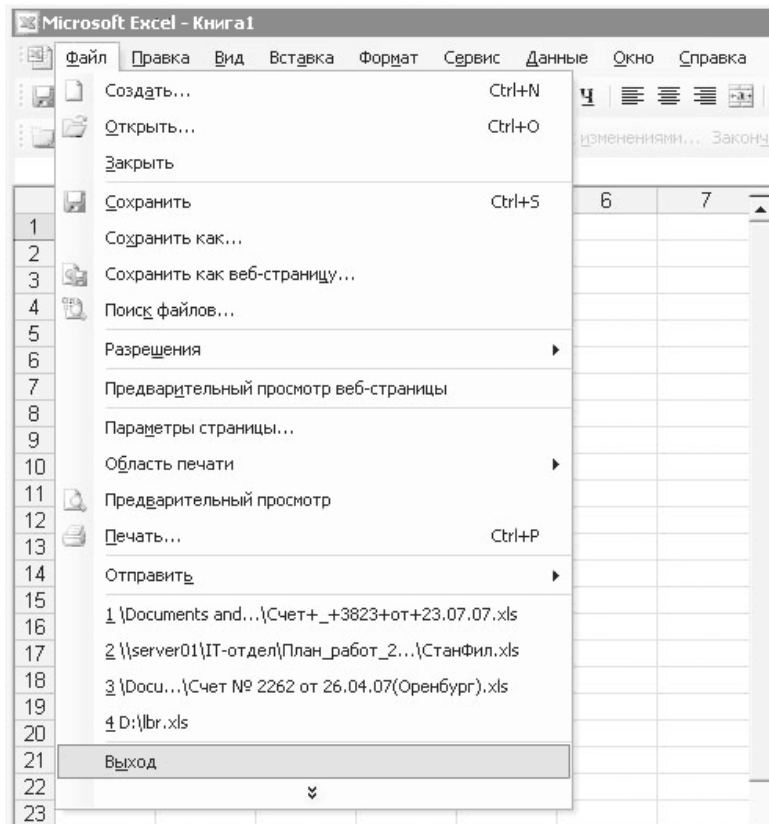 Microsoft Excel - Книга1
Файл Правка Вид Вставка Формат Сервис Данные Окно Справка
Создать... Ctrl+N
Ч
Открыть... Ctrl+O
изменениями... Законч
Закрыть
Сохранить Ctrl+S
6 7
Сохранить как...
1
2
Сохранить как веб-страницу...
3
Поиск файлов...
4
5
Разрешения
6
Предварительный просмотр веб-страницы
7
8
Параметры страницы...
9
Область печати
10
Предварительный просмотр
11
12
Печать... Ctrl+P
13
Отправить
14
1 \Documents and...\Счет+_+3823+от+23.07.07.xls
15
16
2 \\server01\IT-отдел\План_работ_2...\СтанФил.xls
17
3 \Docu...\Счет № 2262 от 26.04.07(Оренбург).xls
18
19
4 D:\lbr.xls
20
Выход
21
22
23